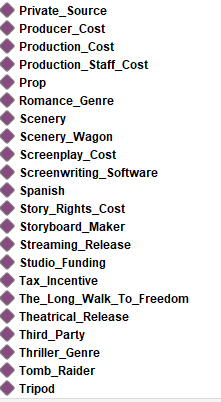 Private_Source
Producer_Cost
Production_Cost
Production_Staff_Cost
Prop
Romance_Genre
Scenery
Scenery_Wagon
Screenplay_Cost
Screenwriting_Software
Spanish
Story_Rights_Cost
Storyboard_Maker
Streaming_Release
Studio_Funding
Tax_Incentive
The_Long_Walk_To_Freedom
Theatrical_Release
Third_Party
Thriller_Genre
Tomb_Raider
Tripod